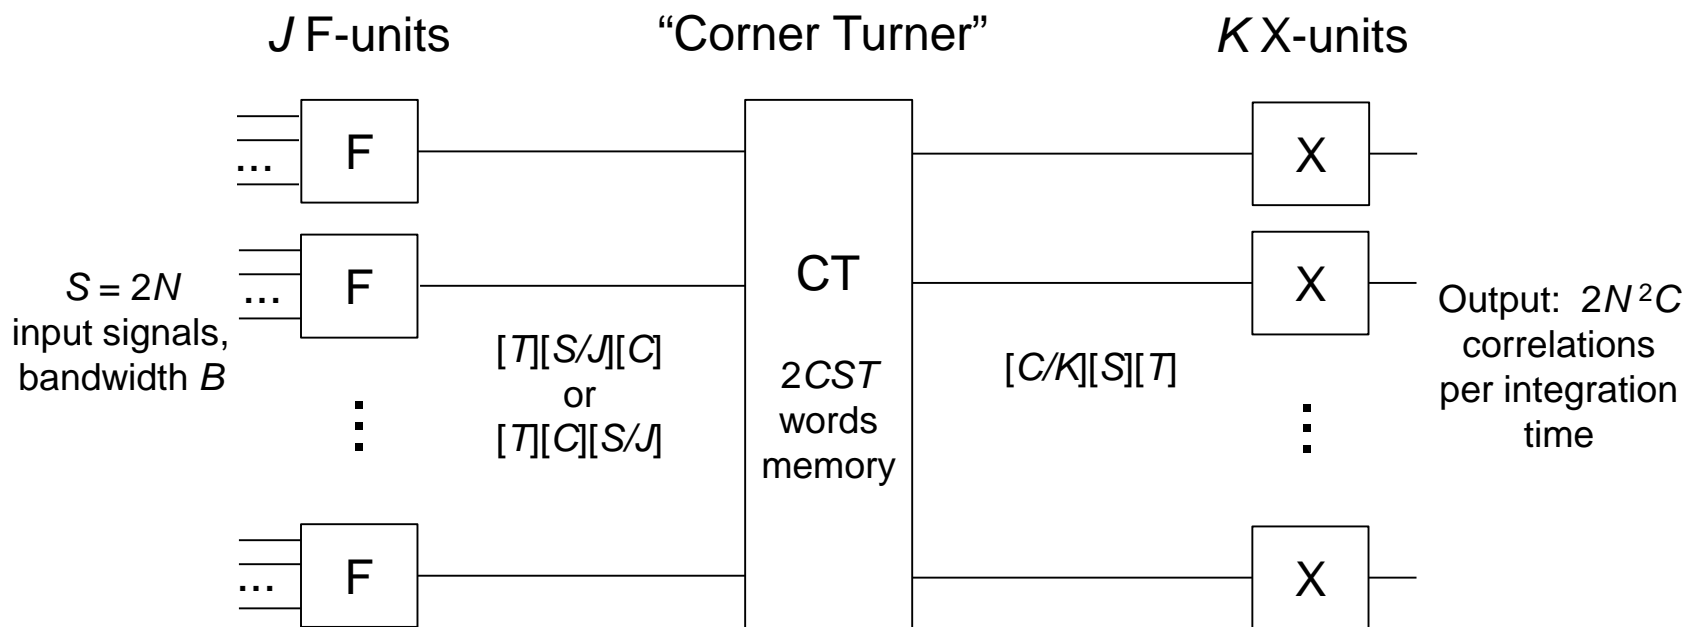 J F-units
“Corner Turner”
K X-units
F
X
...
F
X
...
S = 2N
input signals,
bandwidth B
[T][S/J][C]
or
[T][C][S/J]
CT
2CST
words
memory
[C/K][S][T]
Output: 2N²C
correlations
per integration
time
F
X
...